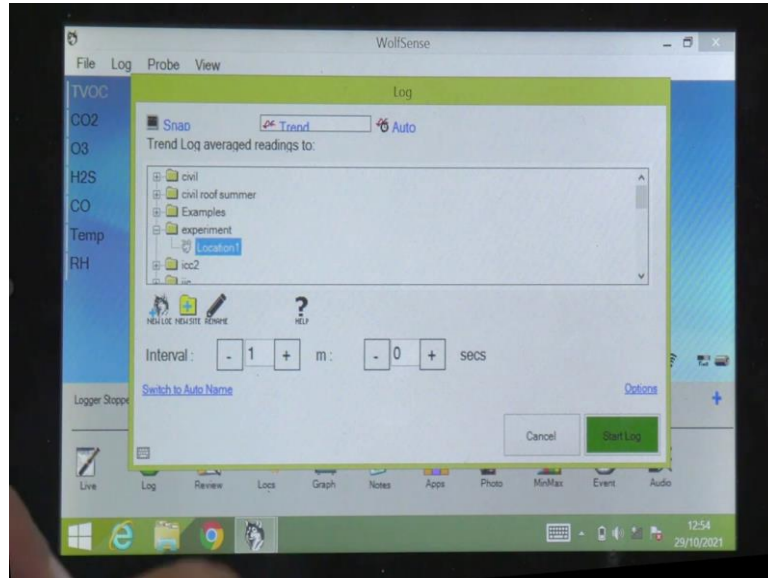 WolfSense
File Log Probe View
Log
TVOC
CO2
O3
H2S
CO
Temp
RH
Snap Trend Auto
Trend Log averaged readings to:
civil
civil roof summer
Examples
experiment
Location1
icc2
NEW LOC NEW SITE RENAME HELP
Interval : - 1 + m : - 0 + secs
Switch to Auto Name Options
Logger Stoppe
Cancel Start Log
Live Log Review Locs Graph Notes Apps Photo MinMax Event Audio
12:54
29/10/2021